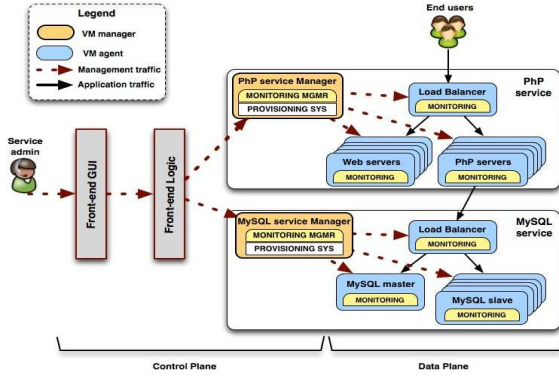 Legend
VM manager
VM agent
Management traffic
Application traffic
End users
PhP service Manager
MONITORING MGMR
PROVISIONING SYS
Load Balancer
MONITORING
PhP
service
Web servers
MONITORING
PhP servers
MONITORING
Service
admin
Front-end GUI
Front-end Logic
MySQL service Manager
MONITORING MGMR
PROVISIONING SYS
Load Balancer
MONITORING
MySQL
service
MySQL master
MONITORING
MySQL slave
MONITORING
Control Plane
Data Plane